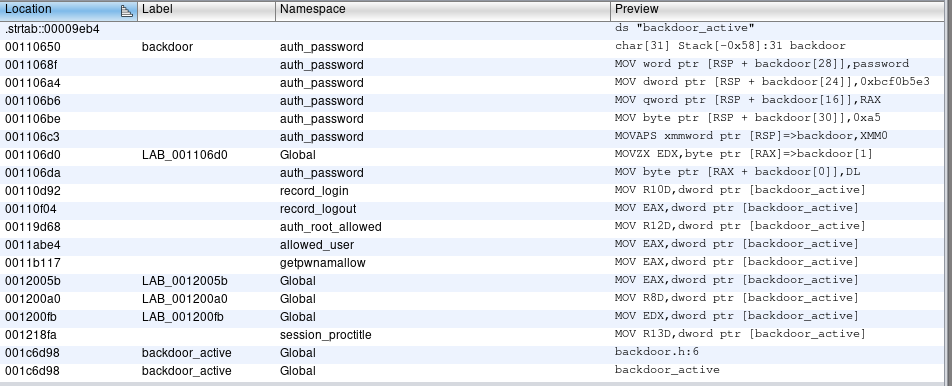 Location Label Namespace Preview
.strtab::00009eb4 ds "backdoor_active"
00110650 backdoor auth_password char[31] Stack[-0x58]:31 backdoor
0011068f auth_password MOV word ptr [RSP + backdoor[28]],password
001106a4 auth_password MOV dword ptr [RSP + backdoor[24]],0xbcf0b5e3
001106b6 auth_password MOV qword ptr [RSP + backdoor[16]],RAX
001106be auth_password MOV byte ptr [RSP + backdoor[30]],0xa5
001106c3 auth_password MOVAPS xmmword ptr [RSP]=>backdoor,XMM0
001106d0 LAB_001106d0 Global MOVZX EDX,byte ptr [RAX]=>backdoor[1]
001106da auth_password MOV byte ptr [RAX + backdoor[0]],DL
00110d92 record_login MOV R10D,dword ptr [backdoor_active]
00110f04 record_logout MOV EAX,dword ptr [backdoor_active]
00119d68 auth_root_allowed MOV R12D,dword ptr [backdoor_active]
0011abe4 allowed_user MOV EAX,dword ptr [backdoor_active]
0011b117 getpwnamallow MOV EAX,dword ptr [backdoor_active]
0012005b LAB_0012005b Global MOV EAX,dword ptr [backdoor_active]
001200a0 LAB_001200a0 Global MOV R8D,dword ptr [backdoor_active]
001200fb LAB_001200fb Global MOV EDX,dword ptr [backdoor_active]
001218fa session_proctitle MOV R13D,dword ptr [backdoor_active]
001c6d98 backdoor_active Global backdoor.h:6
001c6d98 backdoor_active Global backdoor_active